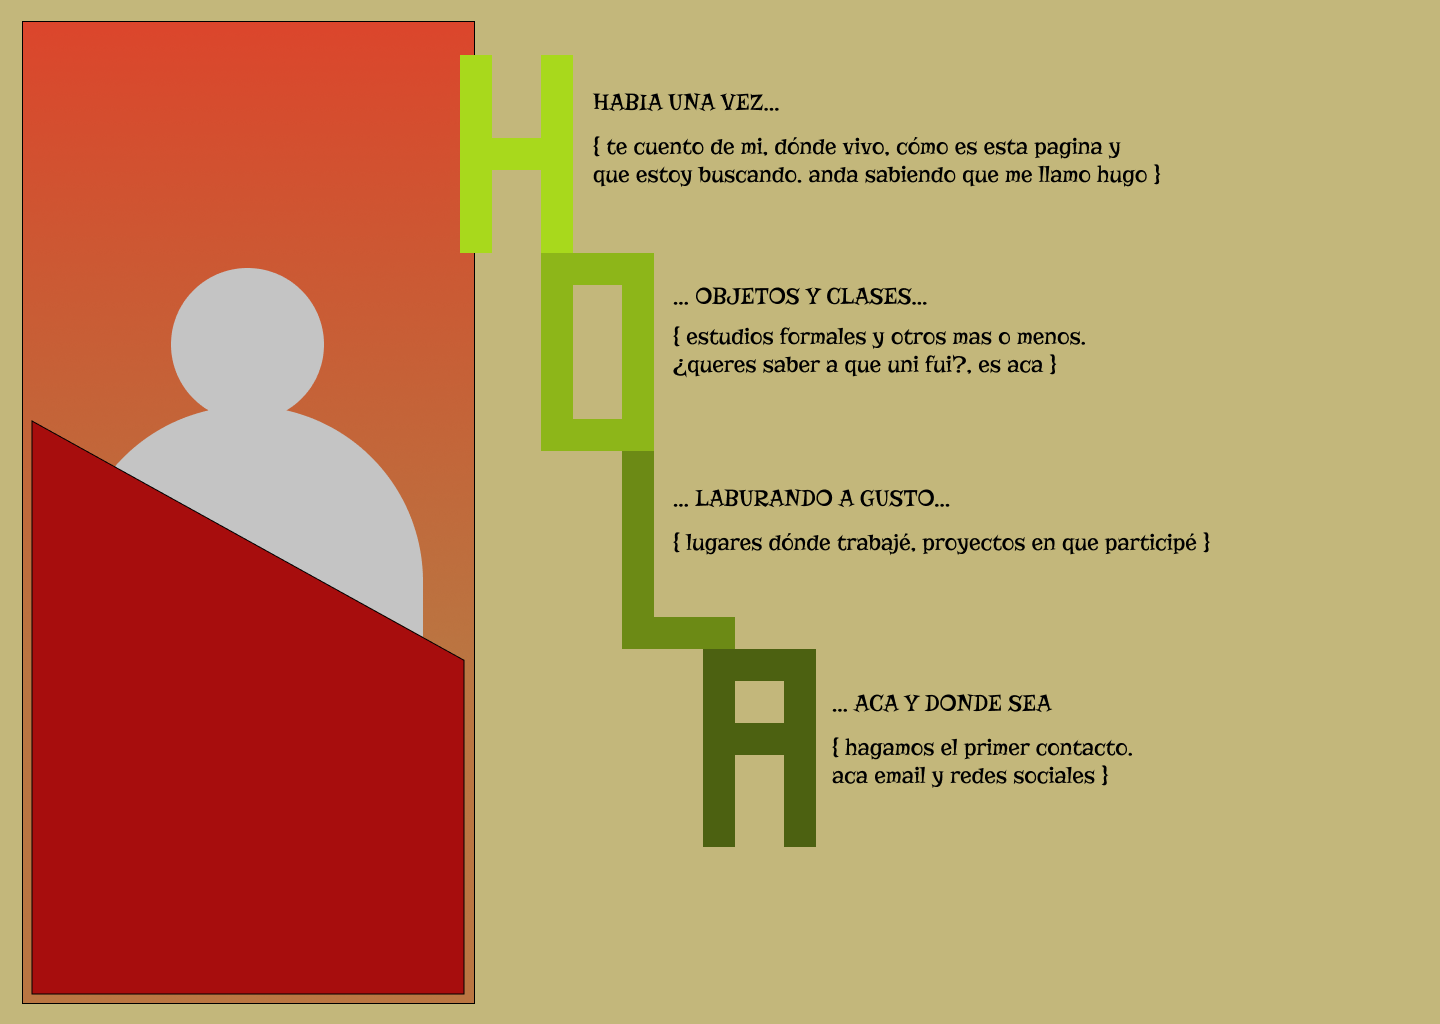 H
HABIA UNA VEZ...
{ te cuento de mi, dónde vivo, cómo es esta pagina y
que estoy buscando. anda sabiendo que me llamo hugo }
O
... OBJETOS Y CLASES...
{ estudios formales y otros mas o menos.
¿queres saber a que uni fui?, es aca }
L
... LABURANDO A GUSTO...
{ lugares dónde trabajé, proyectos en que participé }
A
... ACA Y DONDE SEA
{ hagamos el primer contacto.
aca email y redes sociales }